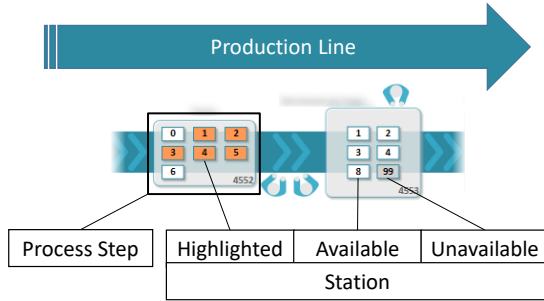 Production Line
0 1 2
3 4 5
6
4552
1 2
3 4
8 99
4553
Process Step
Highlighted
Available
Unavailable
Station